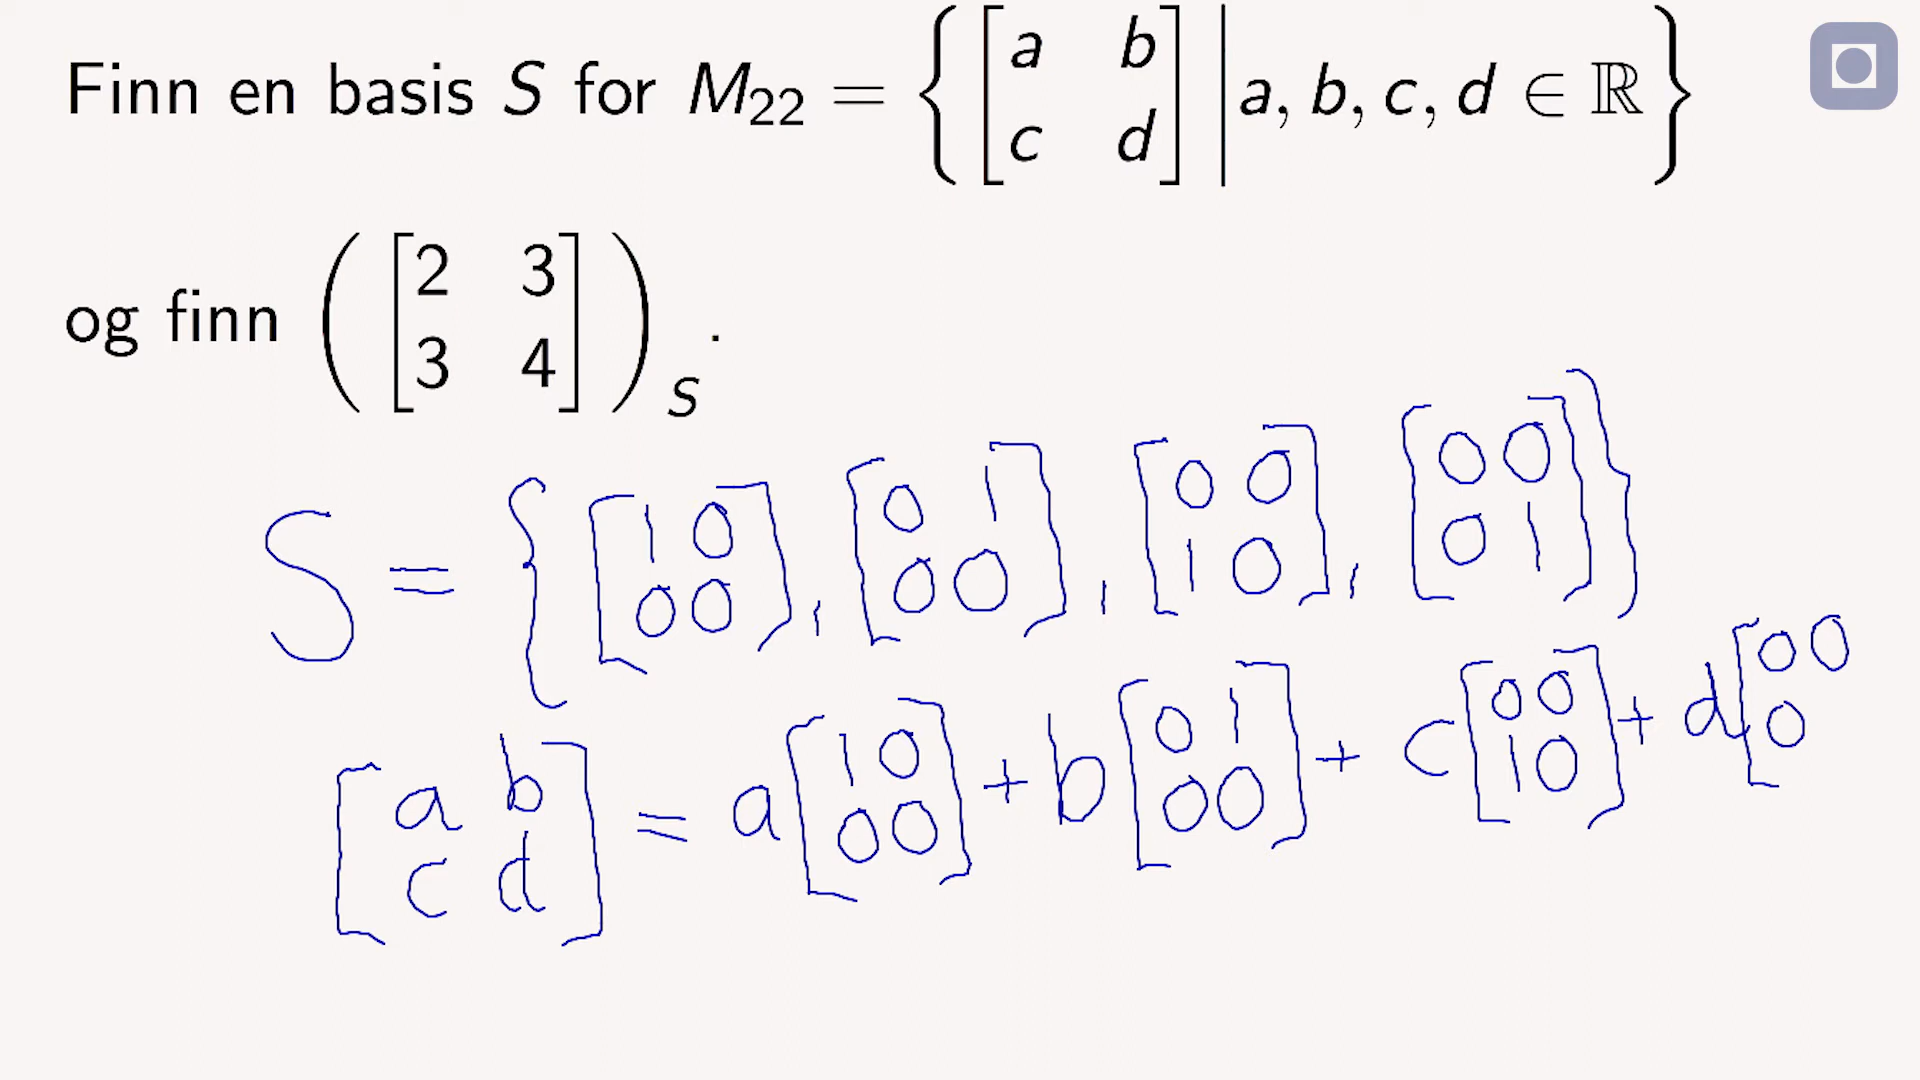 Finn en basis S for M₂₂ = { [a b; c d] | a, b, c, d ∈ ℝ }
og finn ( [2 3; 3 4] )_S .
S = { [1 0; 0 0], [0 1; 0 0], [0 0; 1 0], [0 0; 0 1] }
[a b; c d] = a [1 0; 0 0] + b [0 1; 0 0] + c [0 0; 1 0] + d [0 0; 0